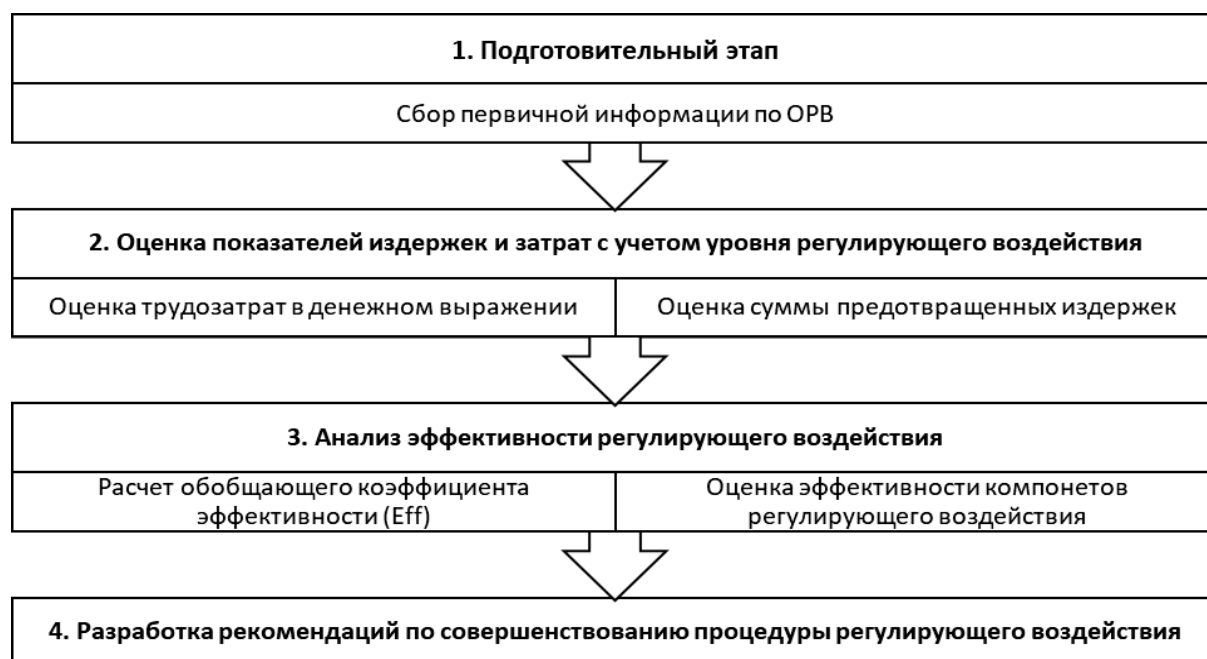 1. Подготовительный этап
Сбор первичной информации по ОРВ
2. Оценка показателей издержек и затрат с учетом уровня регулирующего воздействия
Оценка трудозатрат в денежном выражении
Оценка суммы предотвращенных издержек
3. Анализ эффективности регулирующего воздействия
Расчет обобщающего коэффициента
эффективности (Eff)
Оценка эффективности компонетов
регулирующего воздействия
4. Разработка рекомендаций по совершенствованию процедуры регулирующего воздействия